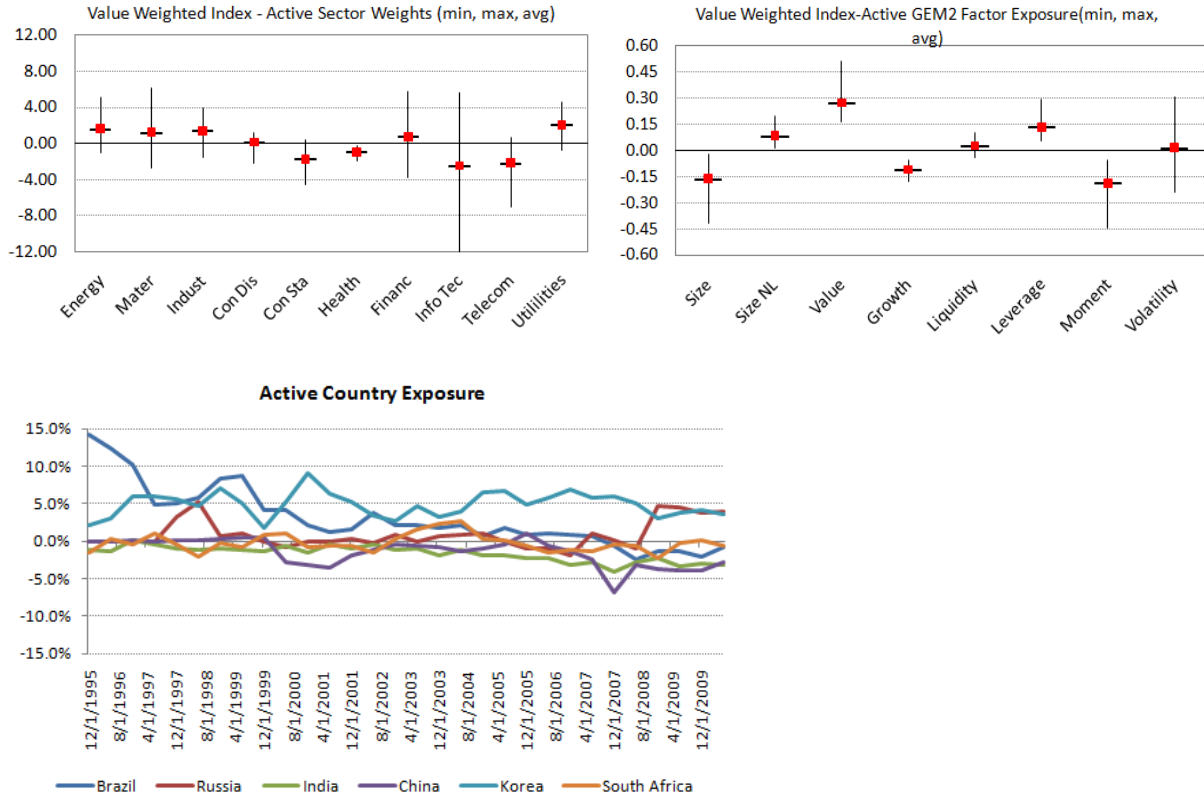 Value Weighted Index - Active Sector Weights (min, max, avg)
12.00
8.00
4.00
0.00
-4.00
-8.00
-12.00
Energy
Mater
Indust
Con Dis
Con Sta
Health
Financ
Info Tec
Telecom
Utililities
Value Weighted Index-Active GEM2 Factor Exposure(min, max,
avg)
0.60
0.45
0.30
0.15
0.00
-0.15
-0.30
-0.45
-0.60
Size
Size NL
Value
Growth
Liquidity
Leverage
Moment
Volatility
Active Country Exposure
15.0%
10.0%
5.0%
0.0%
-5.0%
-10.0%
-15.0%
12/1/1995
8/1/1996
4/1/1997
12/1/1997
8/1/1998
4/1/1999
12/1/1999
8/1/2000
4/1/2001
12/1/2001
8/1/2002
4/1/2003
12/1/2003
8/1/2004
4/1/2005
12/1/2005
8/1/2006
4/1/2007
12/1/2007
8/1/2008
4/1/2009
12/1/2009
Brazil
Russia
India
China
Korea
South Africa